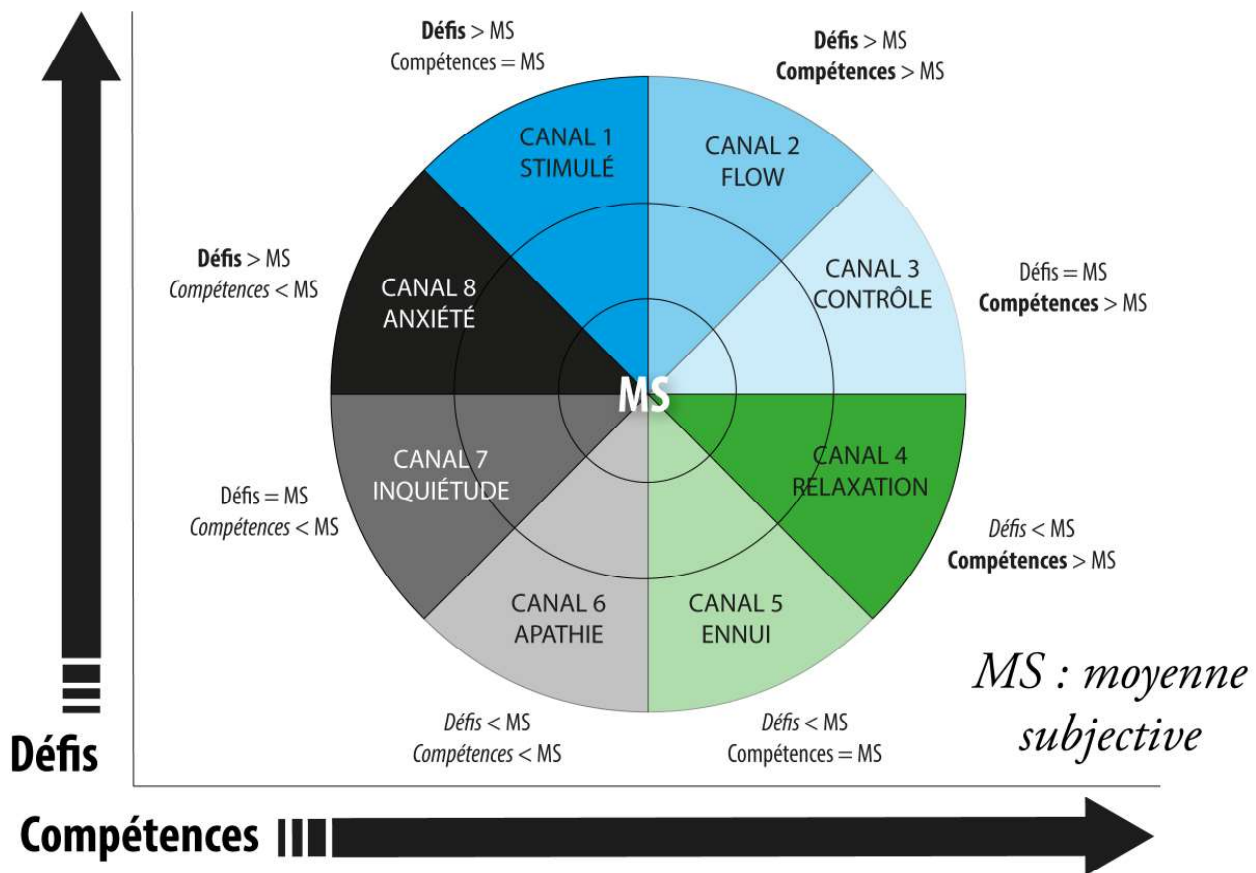 Défis > MS
Compétences = MS
Défis > MS
Compétences > MS
CANAL 1
STIMULÉ
CANAL 2
FLOW
Défis > MS
Compétences < MS
CANAL 8
ANXIÉTÉ
CANAL 3
CONTRÔLE
Défis = MS
Compétences > MS
MS
Défis = MS
Compétences < MS
CANAL 7
INQUIÉTUDE
CANAL 4
RELAXATION
Défis < MS
Compétences > MS
CANAL 6
APATHIE
CANAL 5
ENNUI
Défis < MS
Compétences < MS
Défis < MS
Compétences = MS
MS : moyenne
subjective
Défis
Compétences